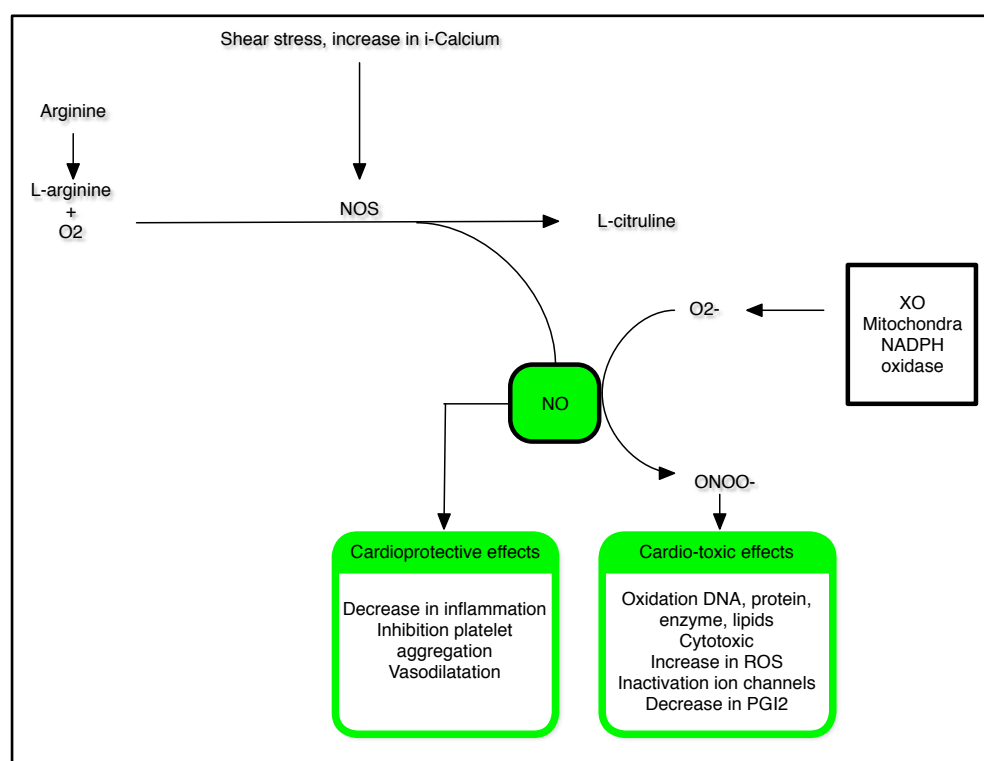 Shear stress, increase in i-Calcium
Arginine
L-arginine
+
O2
NOS
L-citruline
O2-
XO
Mitochondra
NADPH
oxidase
NO
ONOO-
Cardioprotective effects
Decrease in inflammation
Inhibition platelet
aggregation
Vasodilatation
Cardio-toxic effects
Oxidation DNA, protein,
enzyme, lipids
Cytotoxic
Increase in ROS
Inactivation ion channels
Decrease in PGI2